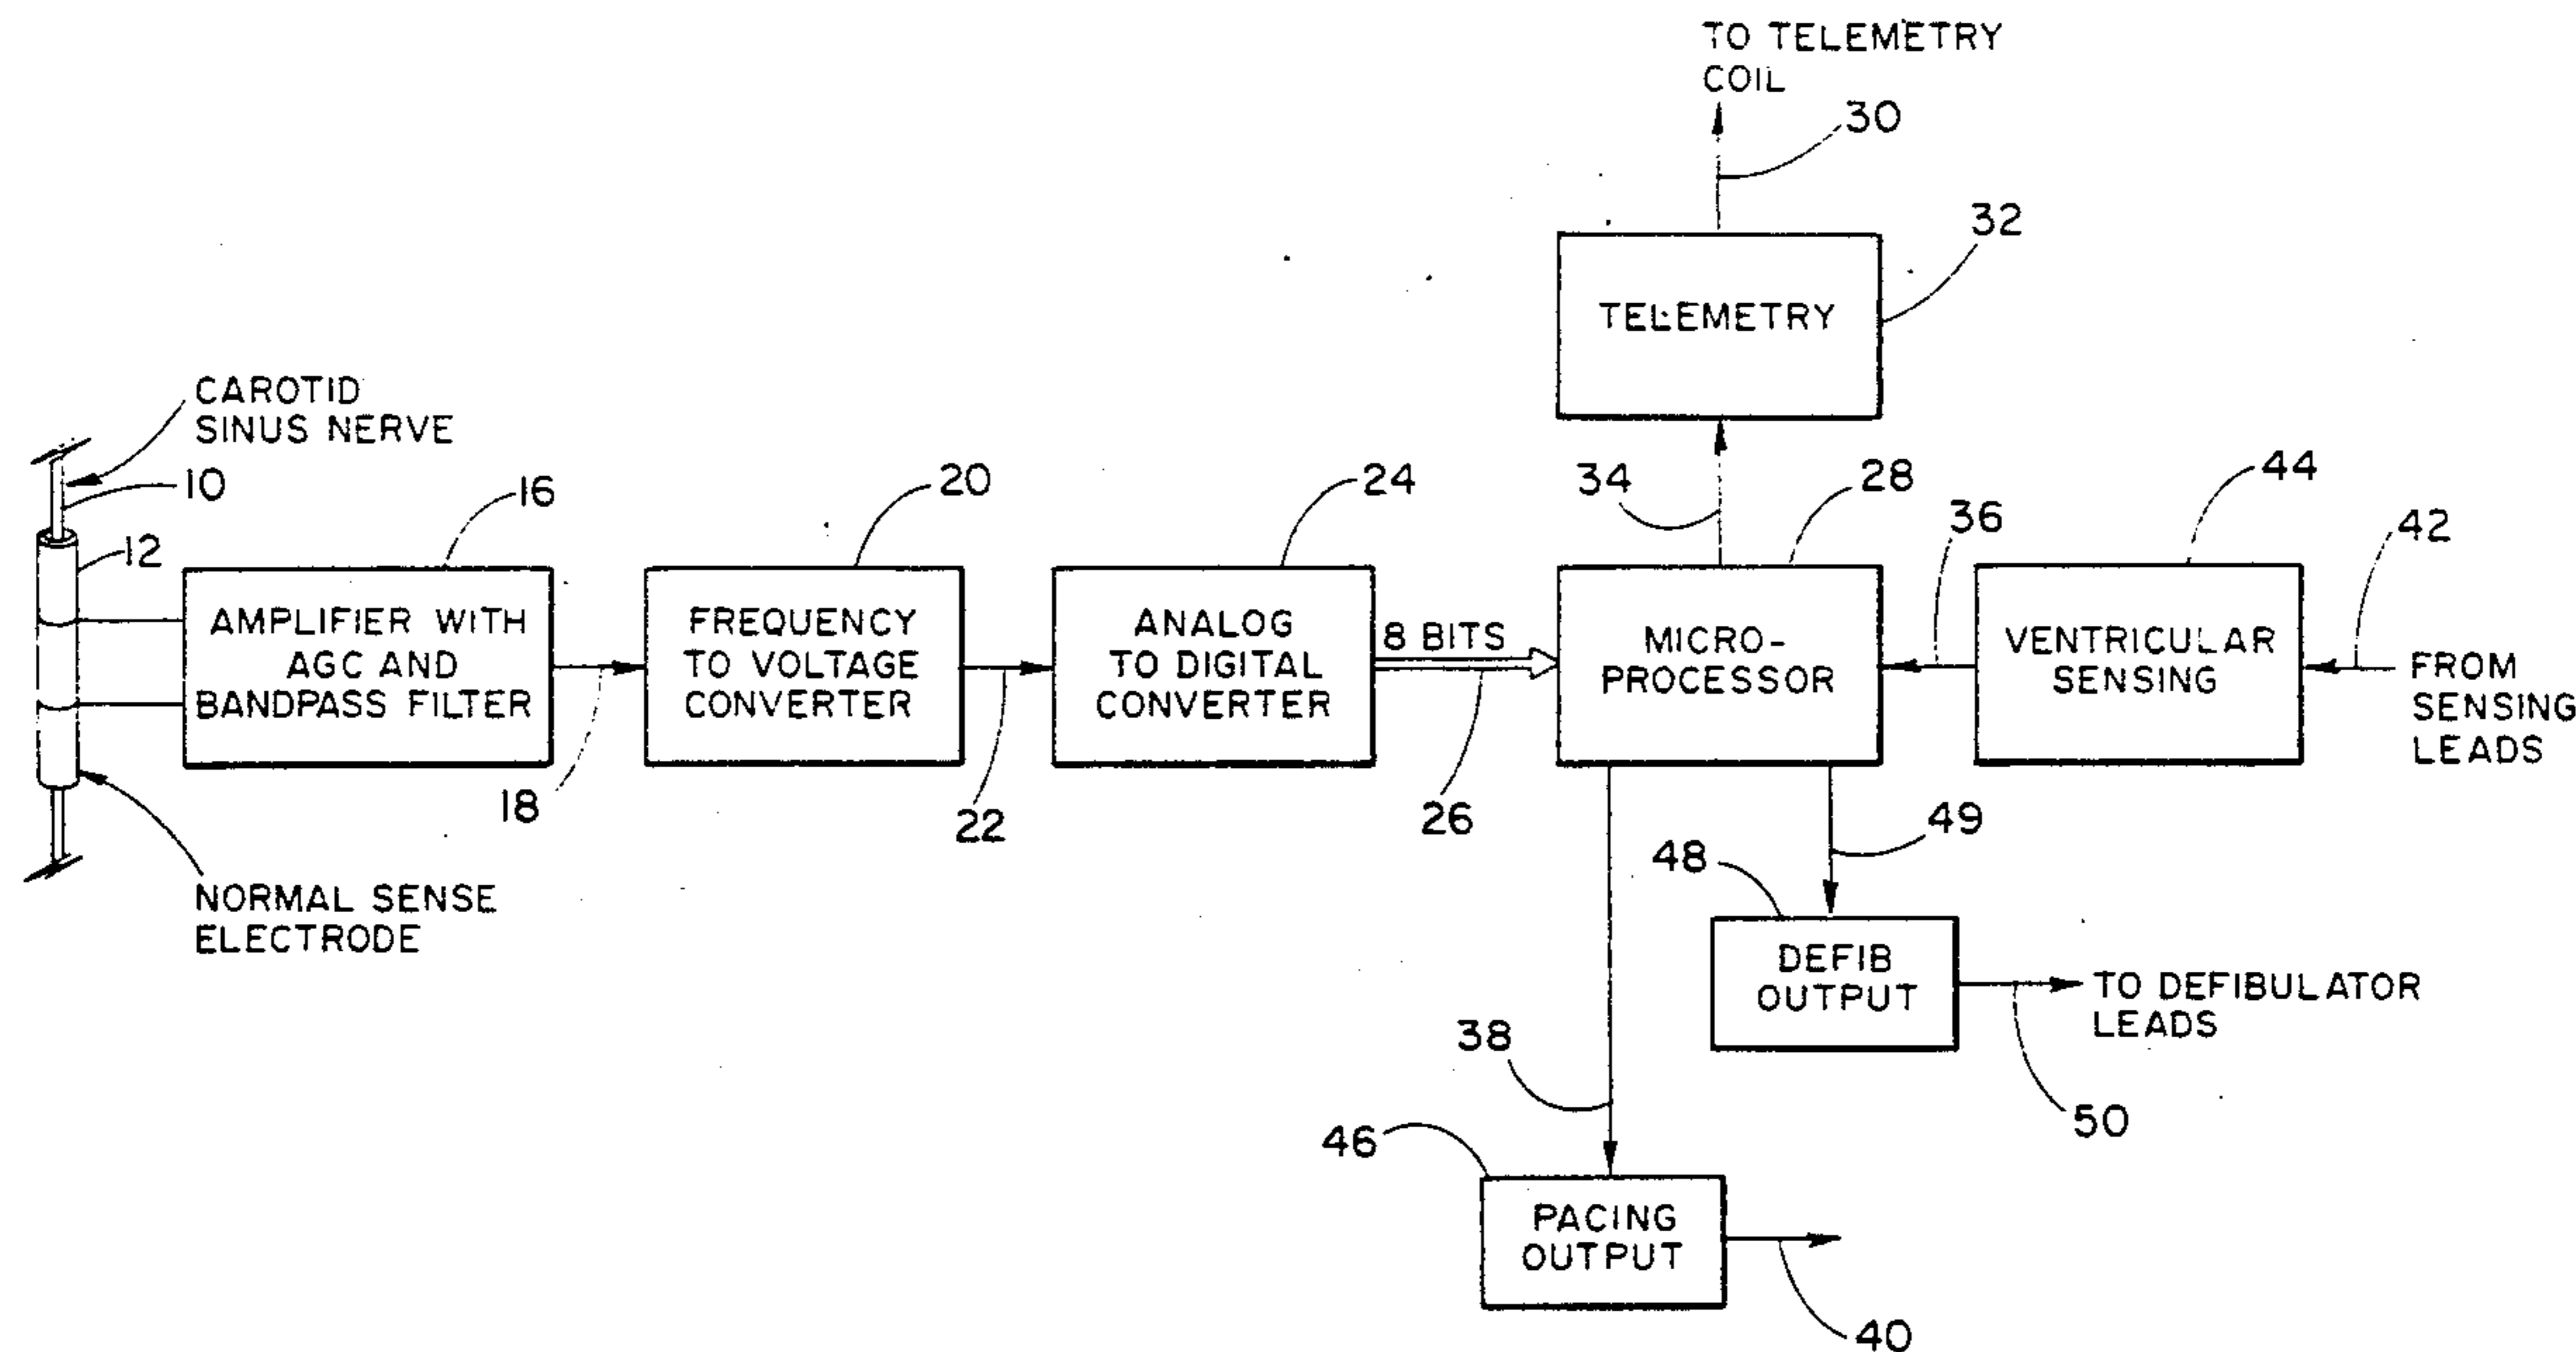 TO TELEMETRY
COIL
30
32
TELEMETRY
CAROTID
SINUS NERVE
10
12
16
20
24
34
28
36
44
42
AMPLIFIER WITH
AGC AND
BANDPASS FILTER
FREQUENCY
TO VOLTAGE
CONVERTER
ANALOG
TO DIGITAL
CONVERTER
8 BITS
MICRO-
PROCESSOR
VENTRICULAR
SENSING
FROM
SENSING
LEADS
18
22
26
49
48
NORMAL SENSE
ELECTRODE
DEFIB
OUTPUT
TO DEFIBULATOR
LEADS
38
50
46
PACING
OUTPUT
40